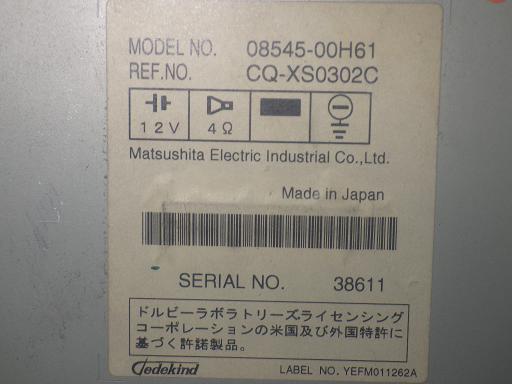 MODEL NO. 08545-00H61
REF.NO. CQ-XS0302C
12V 4Ω
Matsushita Electric Industrial Co.,Ltd.
Made in Japan
SERIAL NO. 38611
ドルビーラボラトリーズライセンシング
コーポレーションの米国及び外国特許に
基づく許諾製品。
Gedekind LABEL NO. YEFM011262A